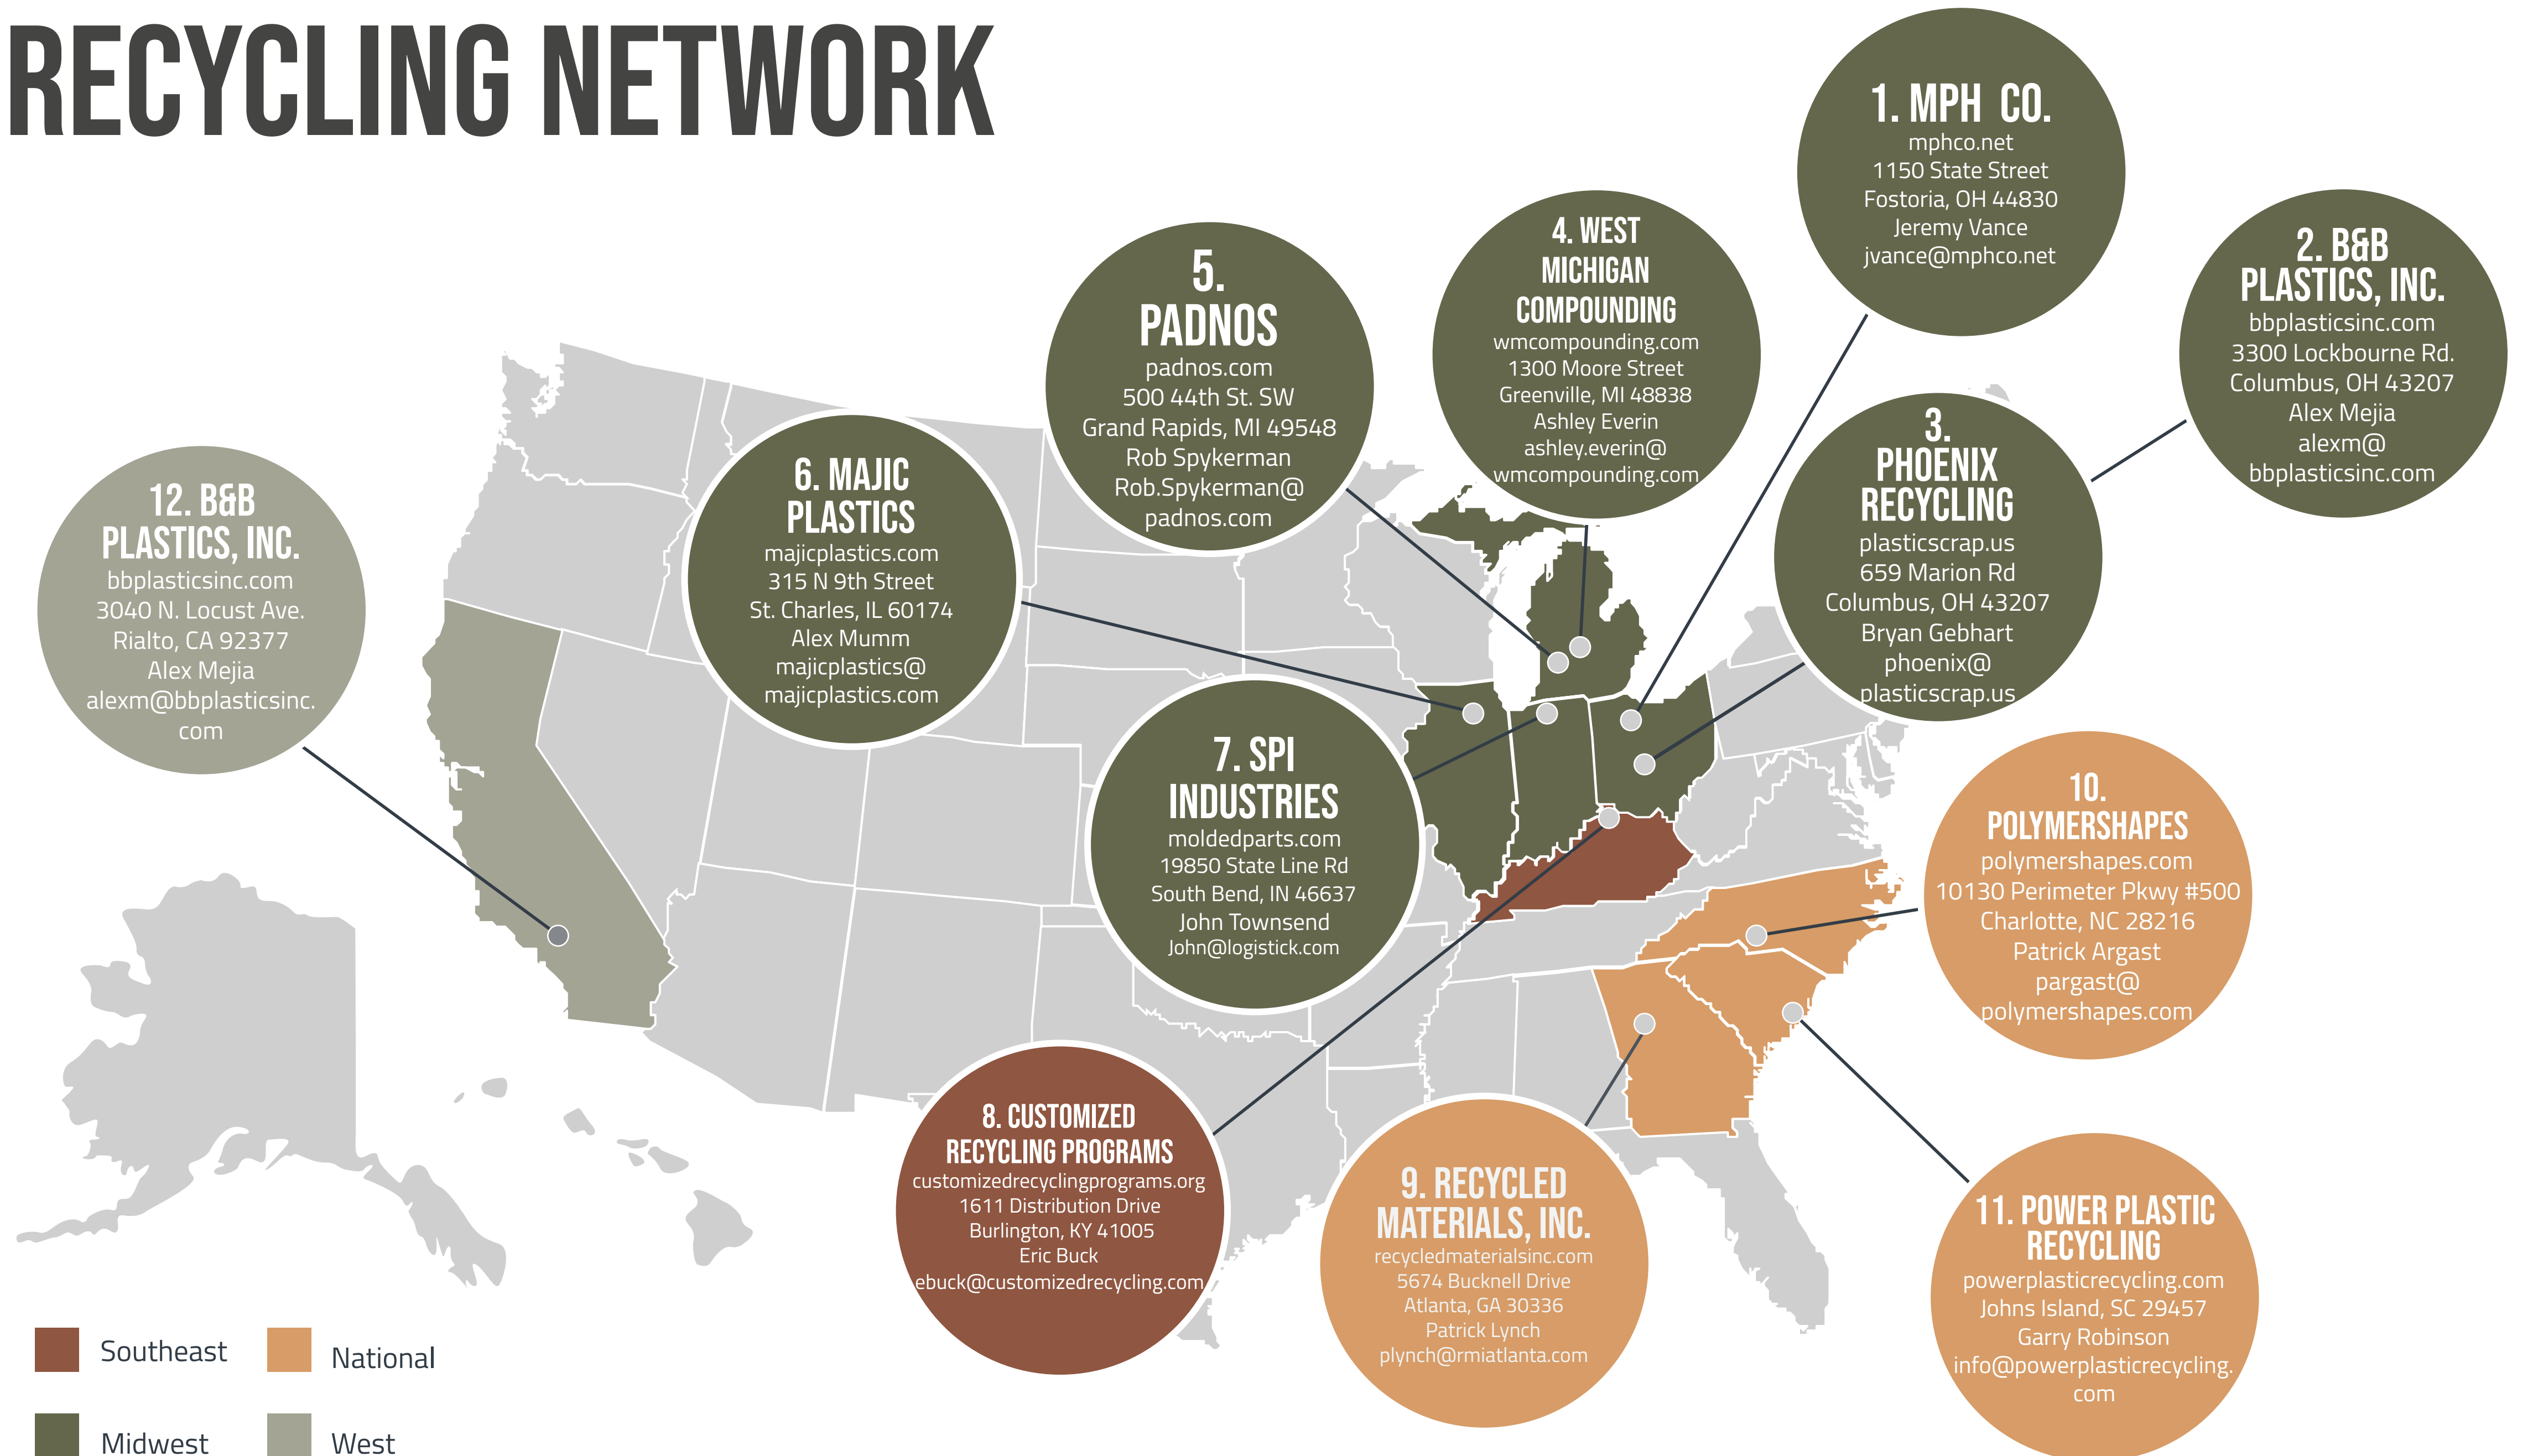 RECYCLING NETWORK
1. MPH CO.
mphco.net
1150 State Street
Fostoria, OH 44830
Jeremy Vance
jvance@mphco.net
2. B&B
PLASTICS, INC.
bbplasticsinc.com
3300 Lockbourne Rd.
Columbus, OH 43207
Alex Mejia
alexm@
bbplasticsinc.com
3.
PHOENIX
RECYCLING
plasticscrap.us
659 Marion Rd
Columbus, OH 43207
Bryan Gebhart
phoenix@
plasticscrap.us
4. WEST
MICHIGAN
COMPOUNDING
wmcompounding.com
1300 Moore Street
Greenville, MI 48838
Ashley Everin
ashley.everin@
wmcompounding.com
5.
PADNOS
padnos.com
500 44th St. SW
Grand Rapids, MI 49548
Rob Spykerman
Rob.Spykerman@
padnos.com
6. MAJIC
PLASTICS
majicplastics.com
315 N 9th Street
St. Charles, IL 60174
Alex Mumm
majicplastics@
majicplastics.com
7. SPI
INDUSTRIES
moldedparts.com
19850 State Line Rd
South Bend, IN 46637
John Townsend
John@logistick.com
8. CUSTOMIZED
RECYCLING PROGRAMS
customizedrecyclingprograms.org
1611 Distribution Drive
Burlington, KY 41005
Eric Buck
ebuck@customizedrecycling.com
9. RECYCLED
MATERIALS, INC.
recycledmaterialsinc.com
5674 Bucknell Drive
Atlanta, GA 30336
Patrick Lynch
plynch@rmiatlanta.com
10.
POLYMERSHAPES
polymershapes.com
10130 Perimeter Pkwy #500
Charlotte, NC 28216
Patrick Argast
pargast@
polymershapes.com
11. POWER PLASTIC
RECYCLING
powerplasticrecycling.com
Johns Island, SC 29457
Garry Robinson
info@powerplasticrecycling.
com
12. B&B
PLASTICS, INC.
bbplasticsinc.com
3040 N. Locust Ave.
Rialto, CA 92377
Alex Mejia
alexm@bbplasticsinc.
com
Southeast
National
Midwest
West